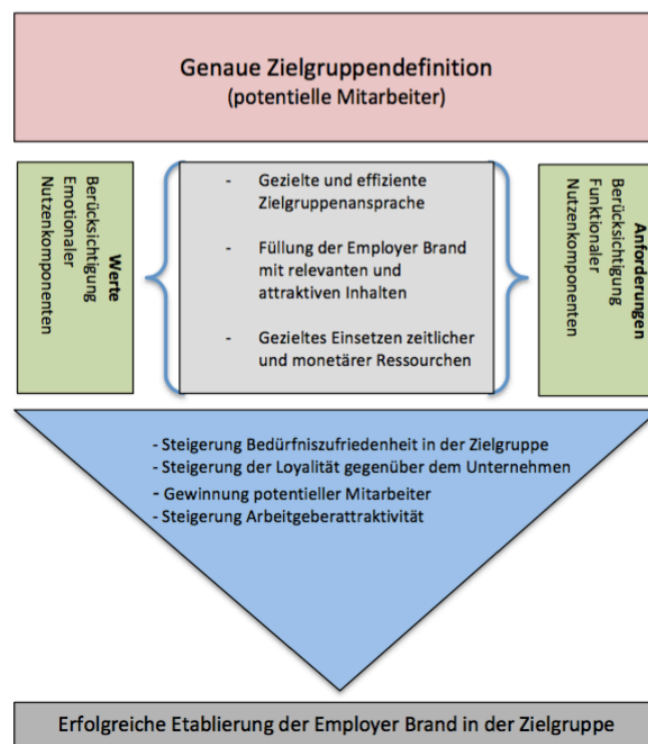 Genaue Zielgruppendefinition
(potentielle Mitarbeiter)
Werte
Berücksichtigung
Emotionaler
Nutzenkomponenten
- Gezielte und effiziente
Zielgruppenansprache
- Füllung der Employer Brand
mit relevanten und
attraktiven Inhalten
- Gezieltes Einsetzen zeitlicher
und monetärer Ressourchen
Anforderungen
Berücksichtigung
Funktionaler
Nutzenkomponenten
- Steigerung Bedürfniszufriedenheit in der Zielgruppe
- Steigerung der Loyalität gegenüber dem Unternehmen
- Gewinnung potentieller Mitarbeiter
- Steigerung Arbeitgeberattraktivität
Erfolgreiche Etablierung der Employer Brand in der Zielgruppe